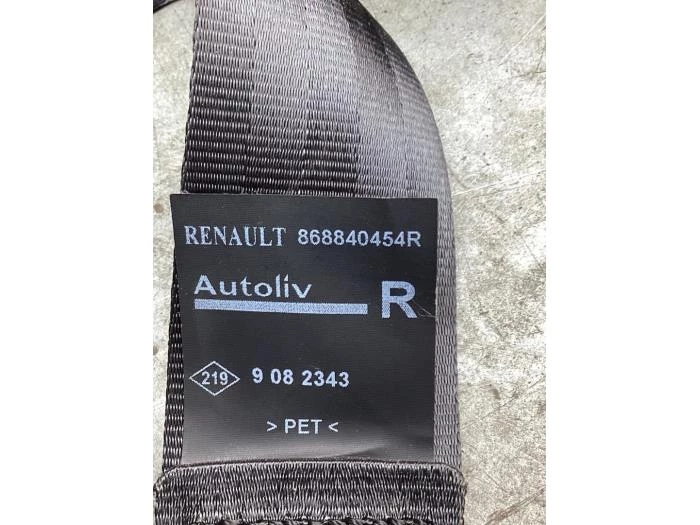 RENAULT 868840454R
Autoliv R
219 9 08 2343
> PET <